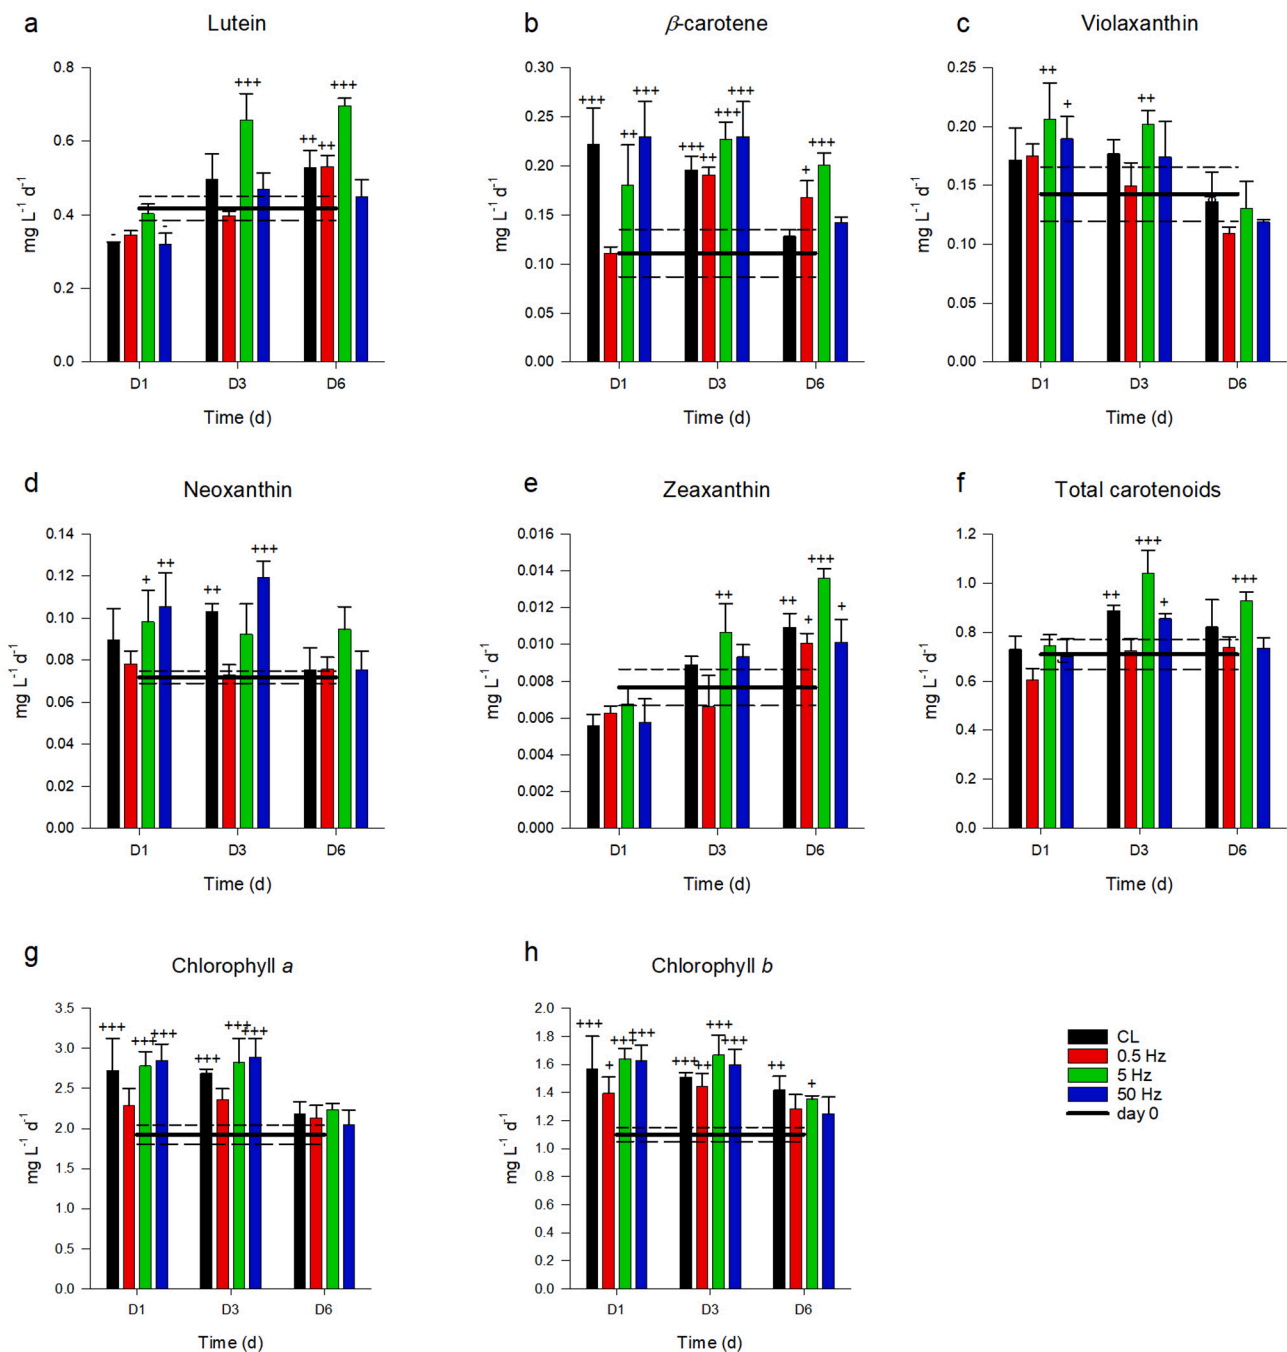 a Lutein
mg L-1 d-1
0.8
0.6
0.4
0.2
0.0
- - +++ ++ ++ +++
D1 D3 D6
Time (d)
b β-carotene
mg L-1 d-1
0.30
0.25
0.20
0.15
0.10
0.05
0.00
+++ ++ +++ +++ ++ +++ +++ + +++
D1 D3 D6
Time (d)
c Violaxanthin
mg L-1 d-1
0.25
0.20
0.15
0.10
0.05
0.00
++ + ++
D1 D3 D6
Time (d)
d Neoxanthin
mg L-1 d-1
0.14
0.12
0.10
0.08
0.06
0.04
0.02
0.00
+ ++ ++ +++
D1 D3 D6
Time (d)
e Zeaxanthin
mg L-1 d-1
0.016
0.014
0.012
0.010
0.008
0.006
0.004
0.002
0.000
++ ++ + +++ +
D1 D3 D6
Time (d)
f Total carotenoids
mg L-1 d-1
1.2
1.0
0.8
0.6
0.4
0.2
0.0
++ +++ + +++
D1 D3 D6
Time (d)
g Chlorophyll a
mg L-1 d-1
3.5
3.0
2.5
2.0
1.5
1.0
0.5
0.0
+++ +++ +++ +++ +++ +++
D1 D3 D6
Time (d)
h Chlorophyll b
mg L-1 d-1
2.0
1.8
1.6
1.4
1.2
1.0
0.8
0.6
0.4
0.2
0.0
+++ + +++ +++ +++ ++ +++ +++ ++ +
D1 D3 D6
Time (d)
CL
0.5 Hz
5 Hz
50 Hz
day 0